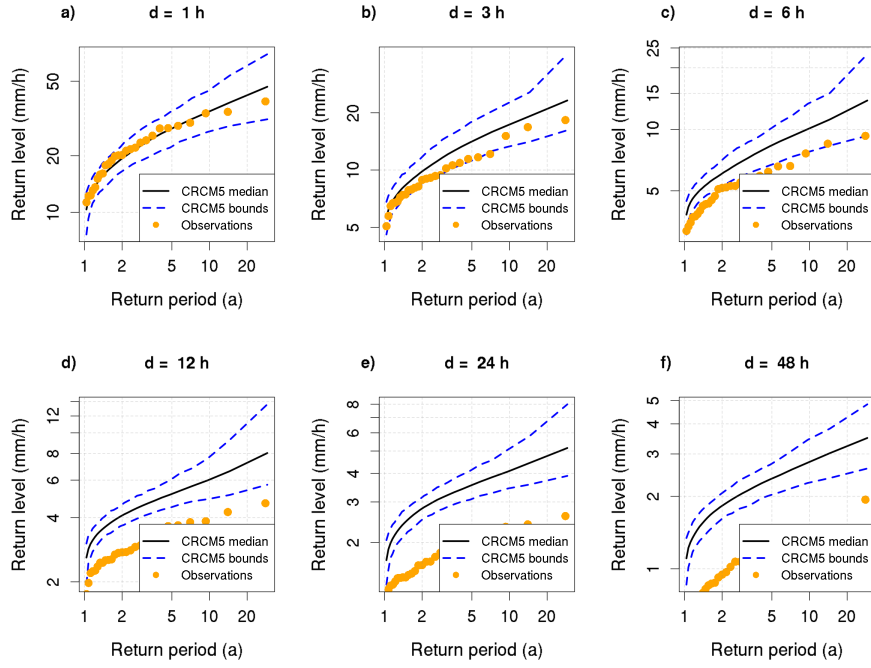 a) d = 1 h
Return level (mm/h)
50
20
10
CRCM5 median
CRCM5 bounds
Observations
1 2 5 10 20
Return period (a)
b) d = 3 h
Return level (mm/h)
20
10
5
CRCM5 median
CRCM5 bounds
Observations
1 2 5 10 20
Return period (a)
c) d = 6 h
Return level (mm/h)
25
15
10
5
CRCM5 median
CRCM5 bounds
Observations
1 2 5 10 20
Return period (a)
d) d = 12 h
Return level (mm/h)
12
8
6
4
2
CRCM5 median
CRCM5 bounds
Observations
1 2 5 10 20
Return period (a)
e) d = 24 h
Return level (mm/h)
8
6
4
3
2
CRCM5 median
CRCM5 bounds
Observations
1 2 5 10 20
Return period (a)
f) d = 48 h
Return level (mm/h)
5
4
3
2
1
CRCM5 median
CRCM5 bounds
Observations
1 2 5 10 20
Return period (a)